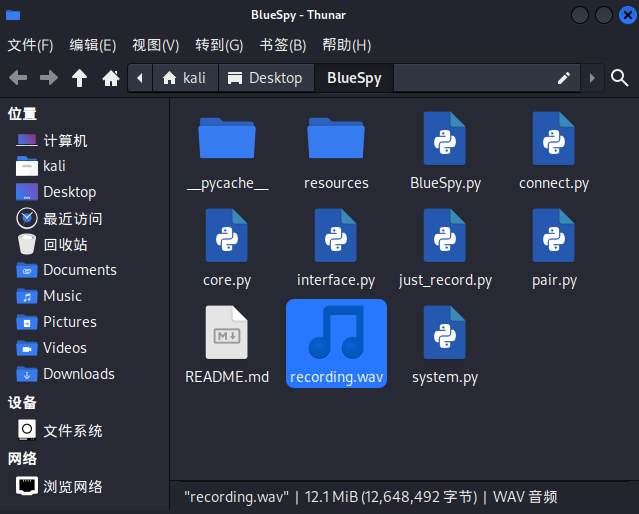 BlueSpy - Thunar
文件(F) 编辑(E) 视图(V) 转到(G) 书签(B) 帮助(H)
kali Desktop BlueSpy
位置
计算机
kali
Desktop
最近访问
回收站
Documents
Music
Pictures
Videos
Downloads
设备
文件系统
网络
浏览网络
__pycache__ resources BlueSpy.py connect.py
core.py interface.py just_record.py pair.py
README.md recording.wav system.py
"recording.wav" | 12.1 MiB (12,648,492 字节) | WAV 音频